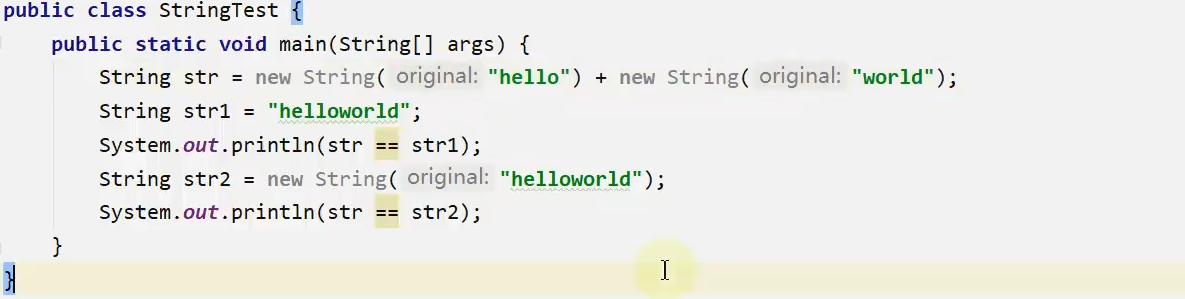 public class StringTest {
    public static void main(String[] args) {
        String str = new String( original: "hello") + new String( original: "world");
        String str1 = "helloworld";
        System.out.println(str == str1);
        String str2 = new String( original: "helloworld");
        System.out.println(str == str2);
    }
}